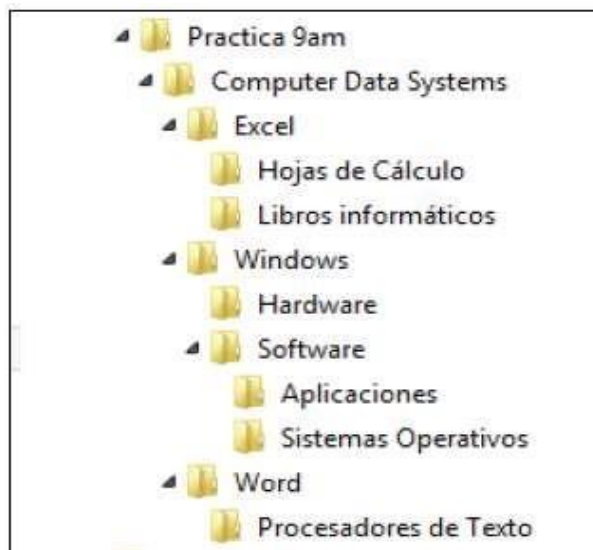 Practica 9am
Computer Data Systems
Excel
Hojas de Cálculo
Libros informáticos
Windows
Hardware
Software
Aplicaciones
Sistemas Operativos
Word
Procesadores de Texto